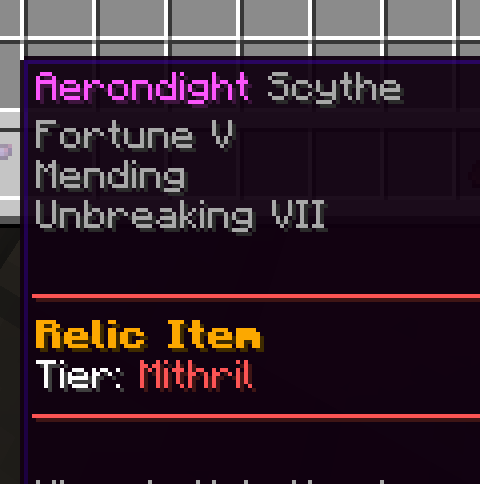 Aerondight Scythe
Fortune V
Mending
Unbreaking VII
Relic Item
Tier: Mithril